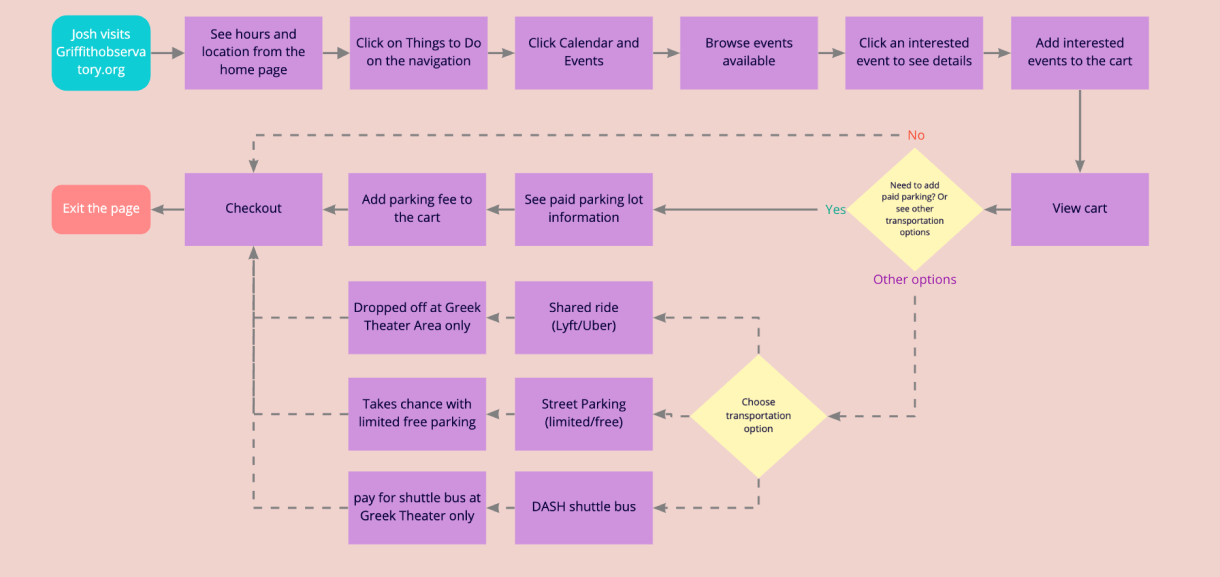 Josh visits
Griffithobserva
tory.org
See hours and
location from the
home page
Click on Things to Do
on the navigation
Click Calendar and
Events
Browse events
available
Click an interested
event to see details
Add interested
events to the cart
No
Exit the page
Checkout
Add parking fee to
the cart
See paid parking lot
information
Yes
Need to add
paid parking? Or
see other
transportation
options
View cart
Other options
Dropped off at Greek
Theater Area only
Shared ride
(Lyft/Uber)
Takes chance with
limited free parking
Street Parking
(limited/free)
Choose
transportation
option
pay for shuttle bus at
Greek Theater only
DASH shuttle bus